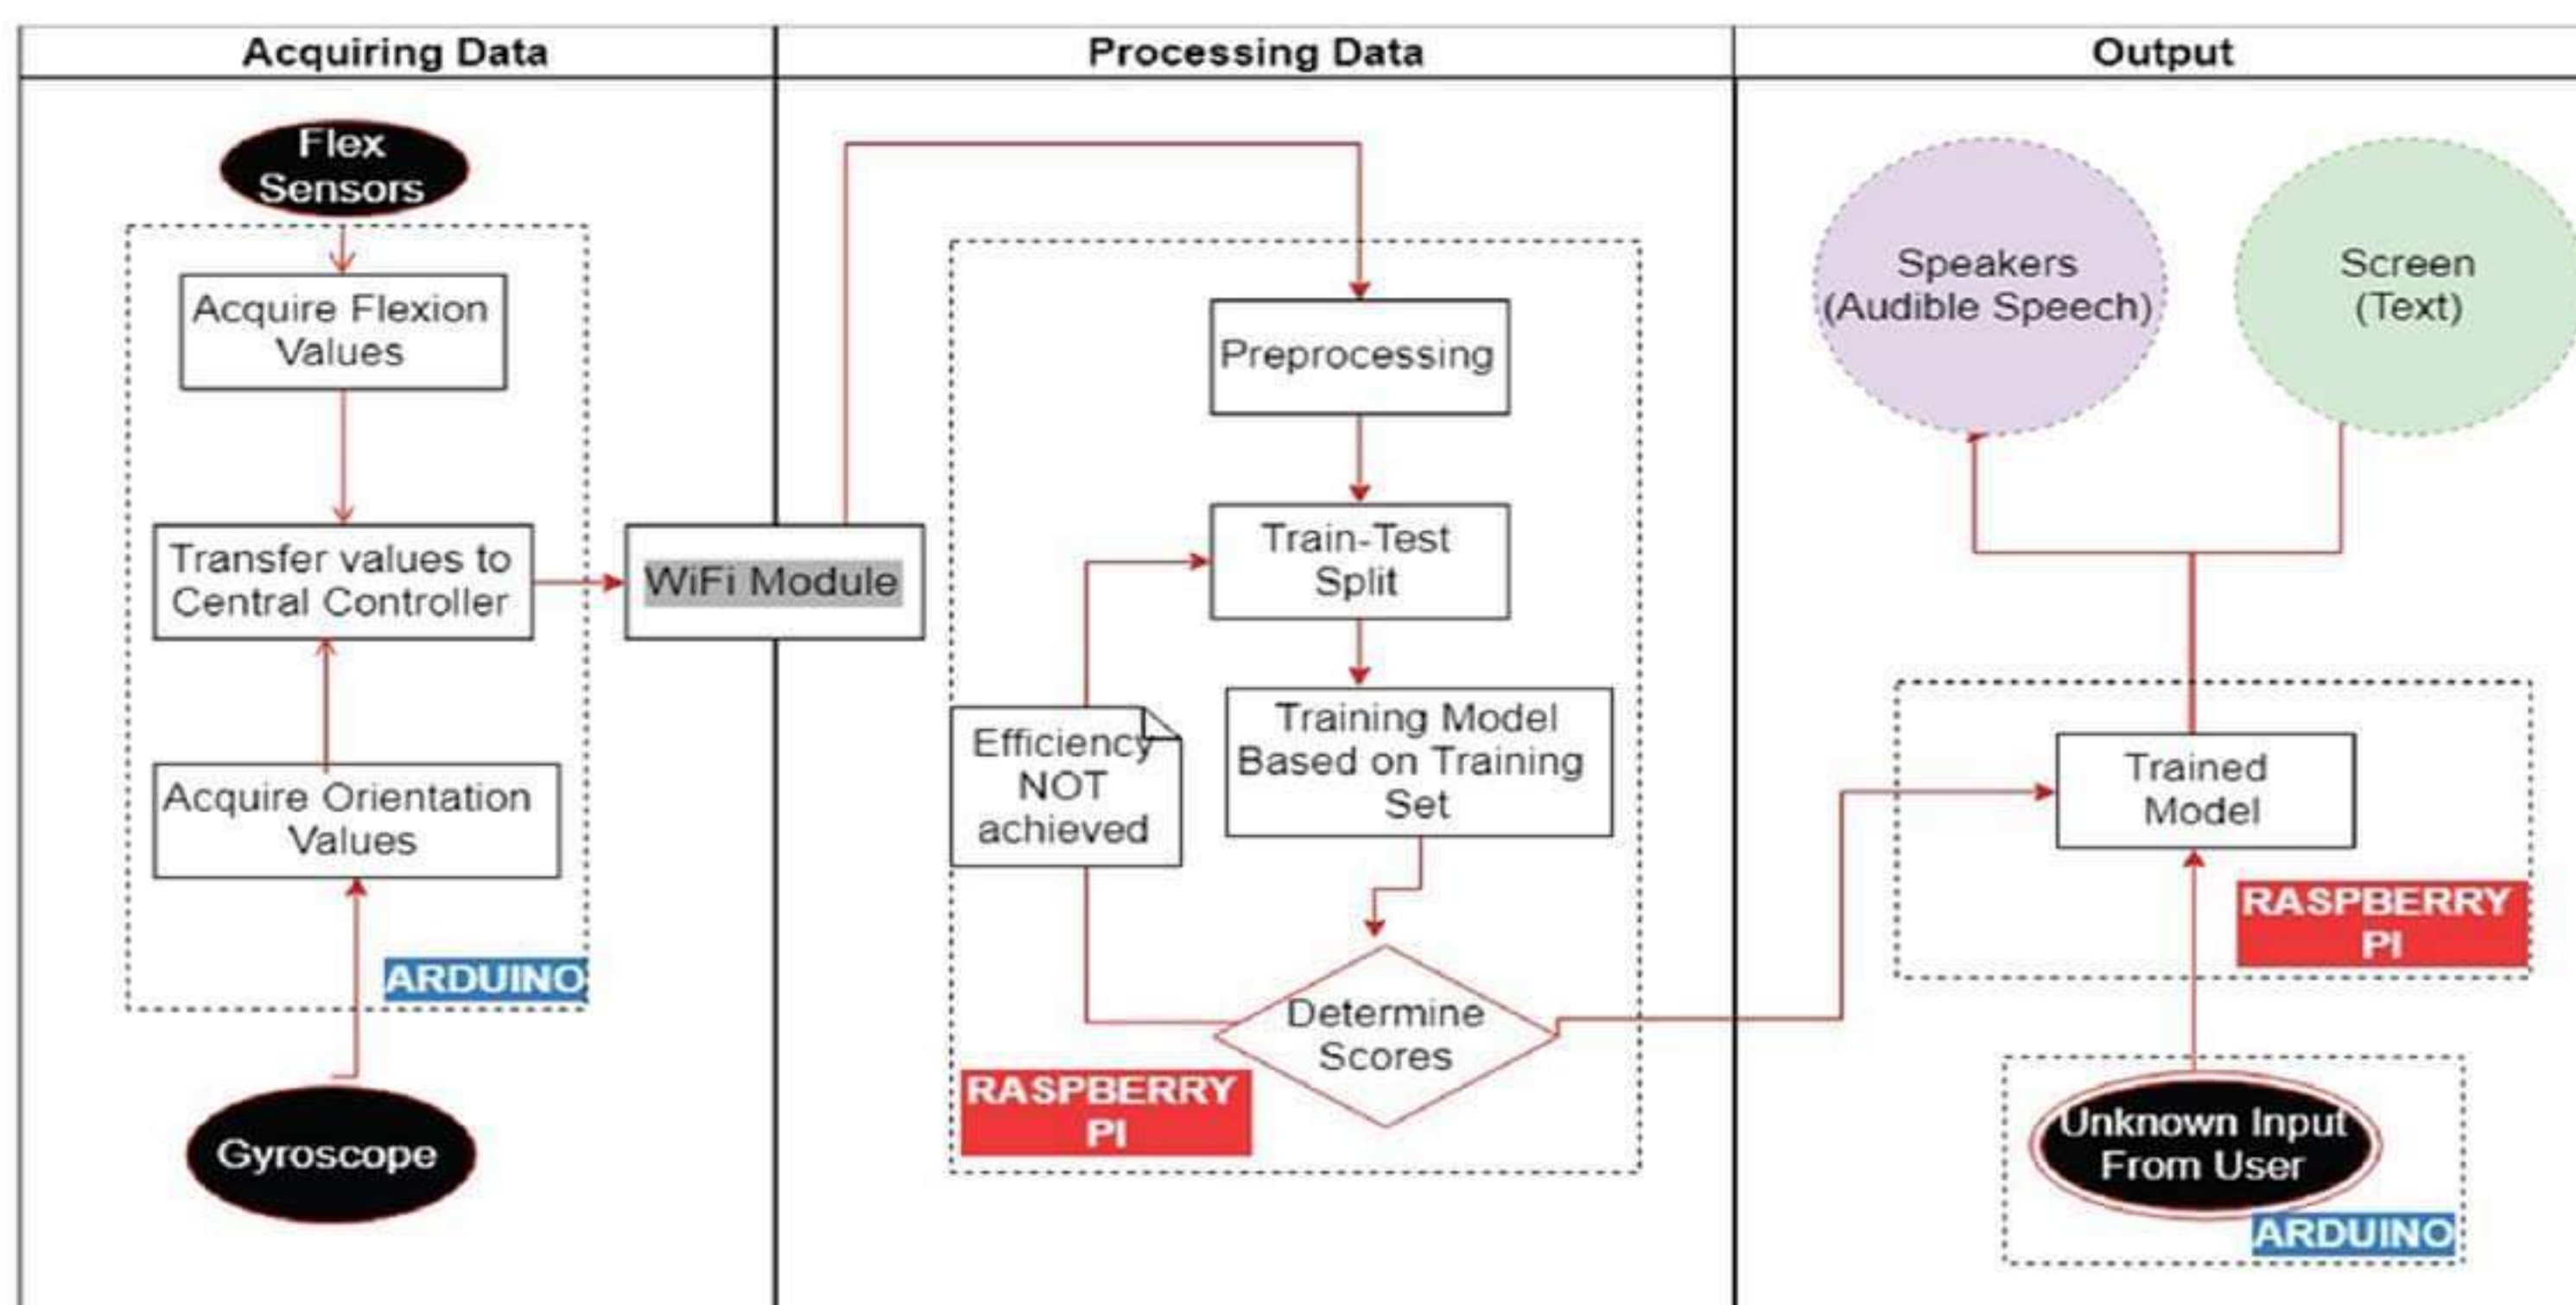 Acquiring Data
Processing Data
Output
Flex
Sensors
Acquire Flexion
Values
Transfer values to
Central Controller
Acquire Orientation
Values
ARDUINO
Gyroscope
WiFi Module
Preprocessing
Train-Test
Split
Training Model
Based on Training
Set
Efficiency
NOT
achieved
Determine
Scores
RASPBERRY
PI
Speakers
(Audible Speech)
Screen
(Text)
Trained
Model
RASPBERRY
PI
Unknown Input
From User
ARDUINO